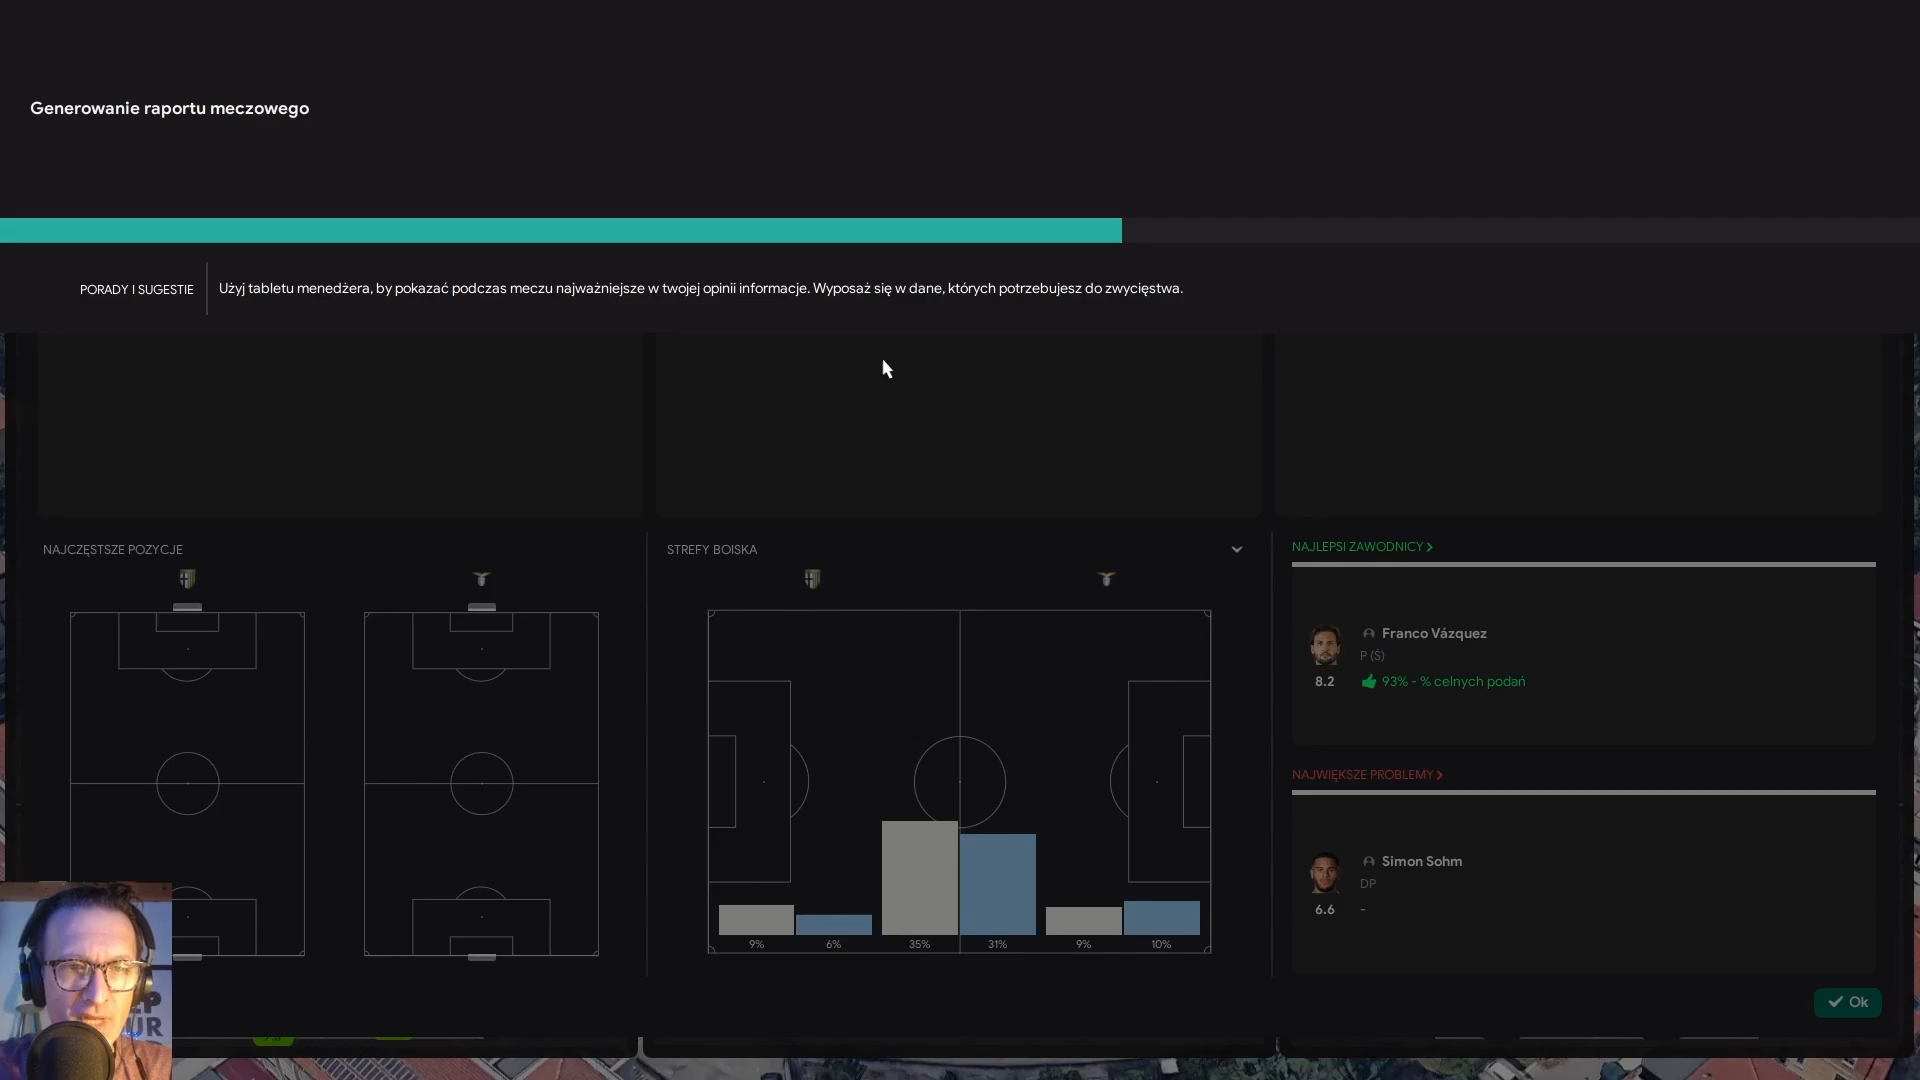 Generowanie raportu meczowego
PORADY I SUGESTIE
Użyj tabletu menedżera, by pokazać podczas meczu najważniejsze w twojej opinii informacje. Wyposaż się w dane, których potrzebujesz do zwycięstwa.
NAJCZĘSTSZE POZYCJE
STREFY BOISKA
9%
6%
35%
31%
9%
10%
NAJLEPSI ZAWODNICY
Franco Vázquez
P (Ś)
8.2
93% - % celnych podań
NAJWIĘKSZE PROBLEMY
Simon Sohm
DP
6.6
-
Ok